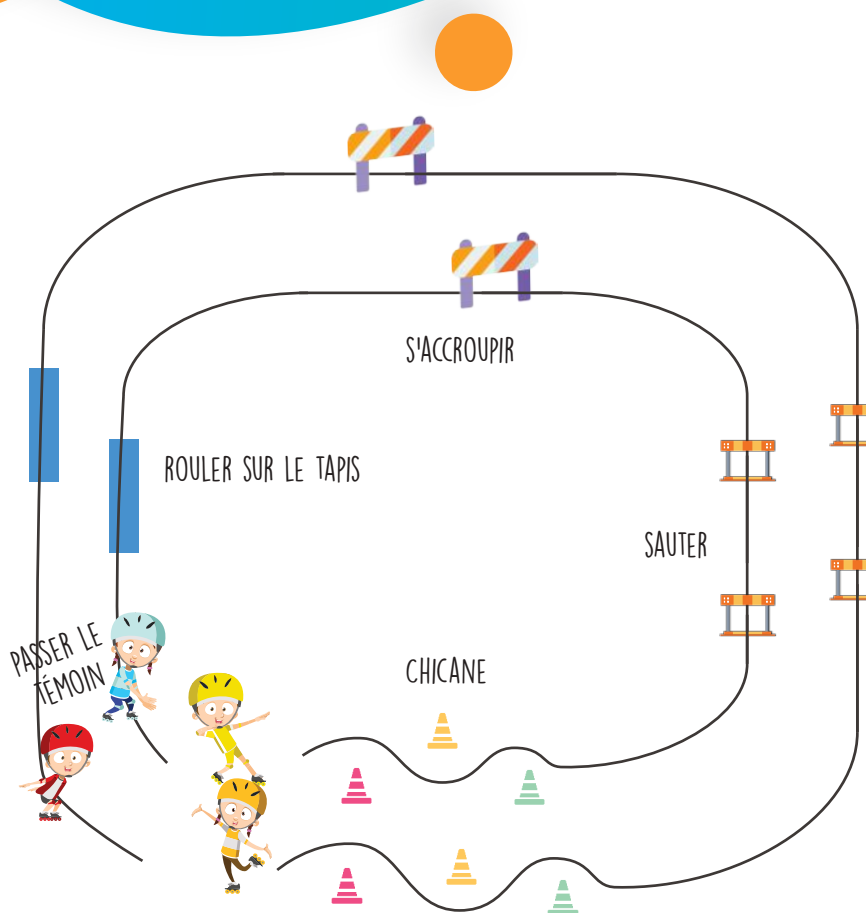 S'ACCROUPIR
ROULER SUR LE TAPIS
SAUTER
PASSER LE
TÉMOIN
CHICANE